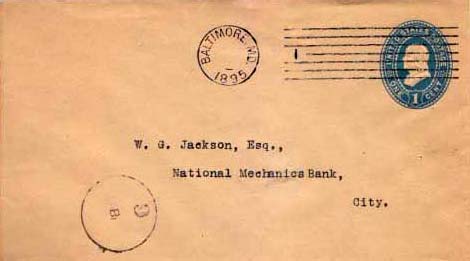 BALTIMORE, MD.
1895
UNITED STATES POSTAGE
ONE 1 CENT
W. G. Jackson, Esq.,
National Mechanics Bank,
City.